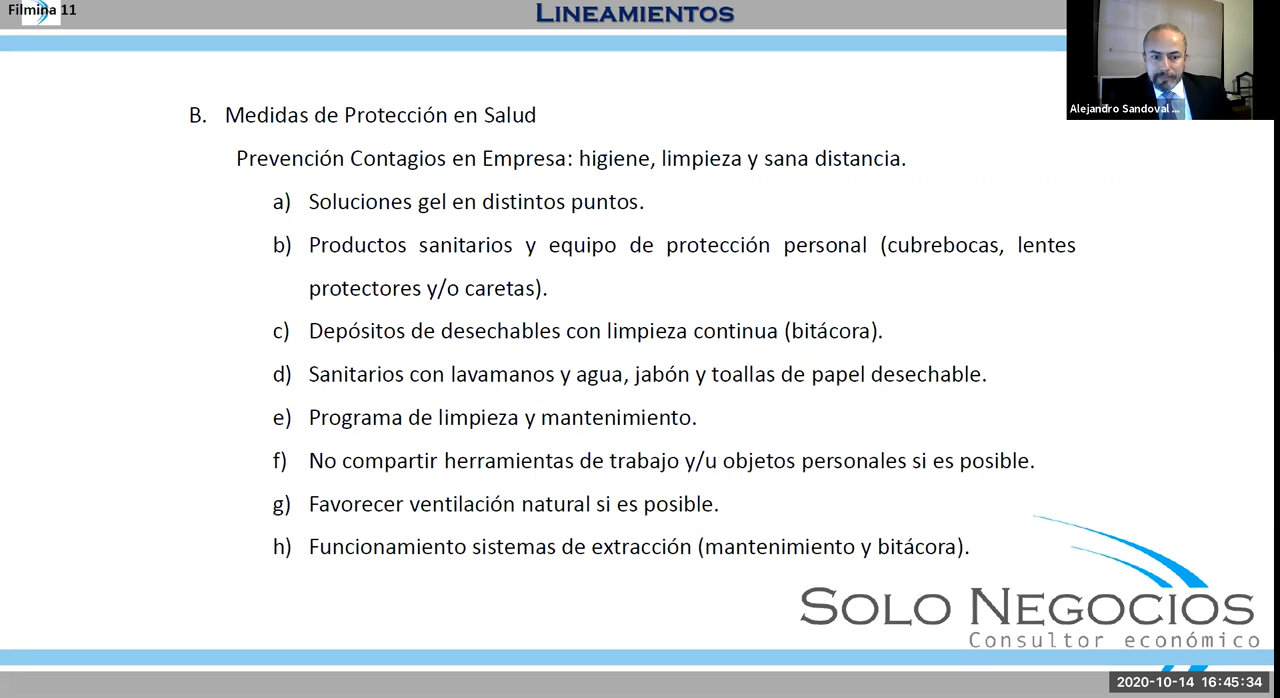 Filmina 11
LINEAMIENTOS
Alejandro Sandoval ...
B. Medidas de Protección en Salud
Prevención Contagios en Empresa: higiene, limpieza y sana distancia.
a) Soluciones gel en distintos puntos.
b) Productos sanitarios y equipo de protección personal (cubrebocas, lentes
protectores y/o caretas).
c) Depósitos de desechables con limpieza continua (bitácora).
d) Sanitarios con lavamanos y agua, jabón y toallas de papel desechable.
e) Programa de limpieza y mantenimiento.
f) No compartir herramientas de trabajo y/u objetos personales si es posible.
g) Favorecer ventilación natural si es posible.
h) Funcionamiento sistemas de extracción (mantenimiento y bitácora).
SOLO NEGOCIOS
Consultor económico
2020-10-14 16:45:34